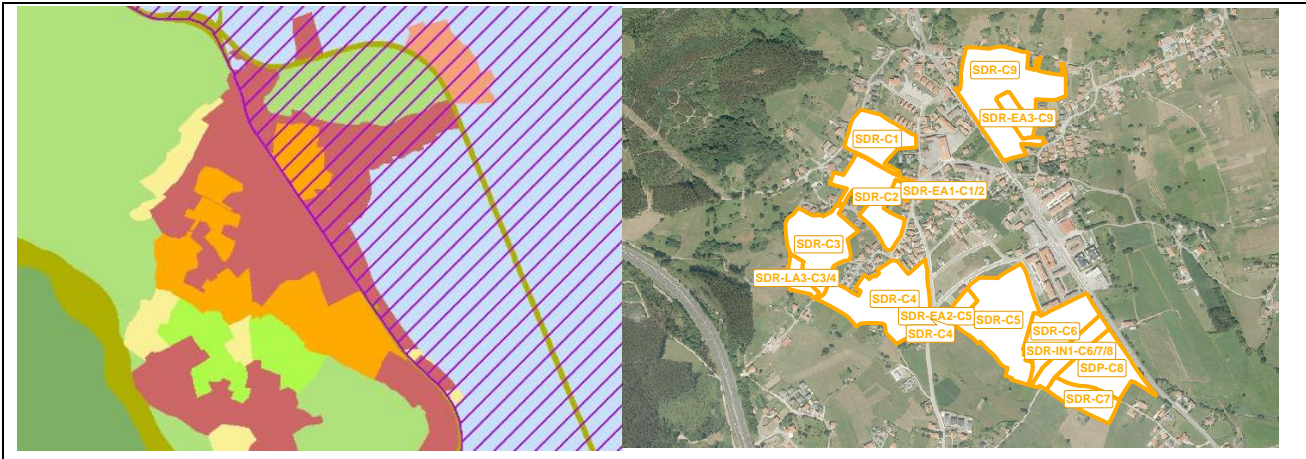 SDR-C9
SDR-EA3-C9
SDR-C1
SDR-EA1-C1/2
SDR-C2
SDR-C3
SDR-LA3-C3/4
SDR-C4
SDR-EA2-C5
SDR-C5
SDR-C4
SDR-C6
SDR-IN1-C6/7/8
SDP-C8
SDR-C7